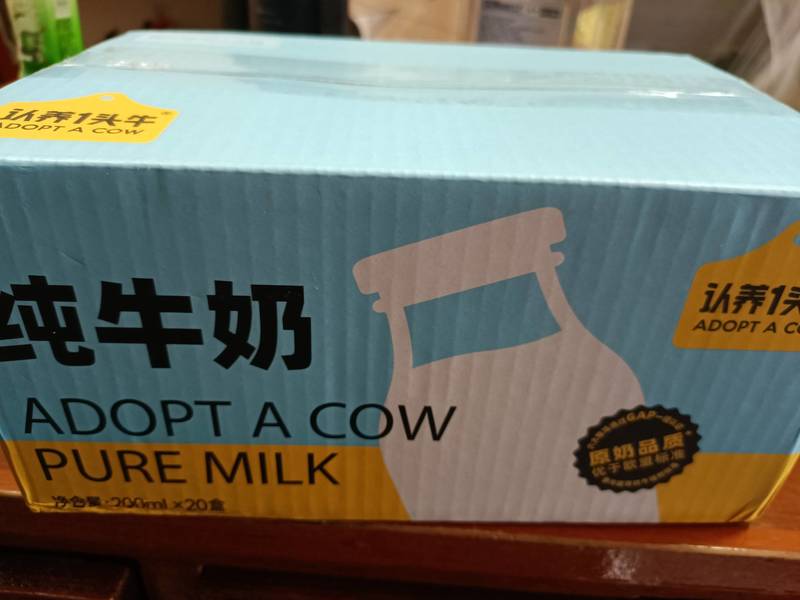 认养1头牛
ADOPT A COW
纯牛奶
ADOPT A COW
PURE MILK
净含量:200ml×20盒
认养1头
ADOPT A CO
原奶品质
优于欧盟标准